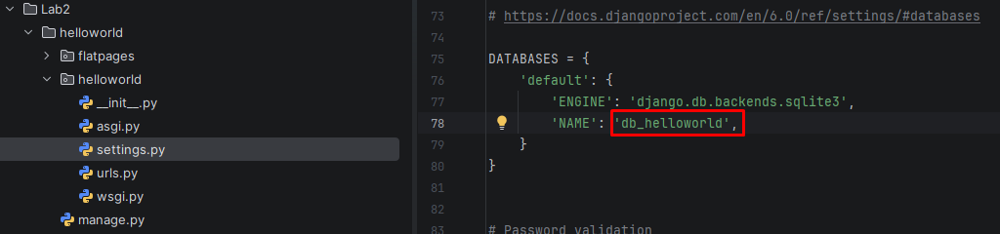 Lab2
helloworld
flatpages
helloworld
__init__.py
asgi.py
settings.py
urls.py
wsgi.py
manage.py
73 # https://docs.djangoproject.com/en/6.0/ref/settings/#databases
74
75 DATABASES = {
76 'default': {
77 'ENGINE': 'django.db.backends.sqlite3',
78 'NAME': 'db_helloworld',
79 }
80 }
81
82
83 # Password validation